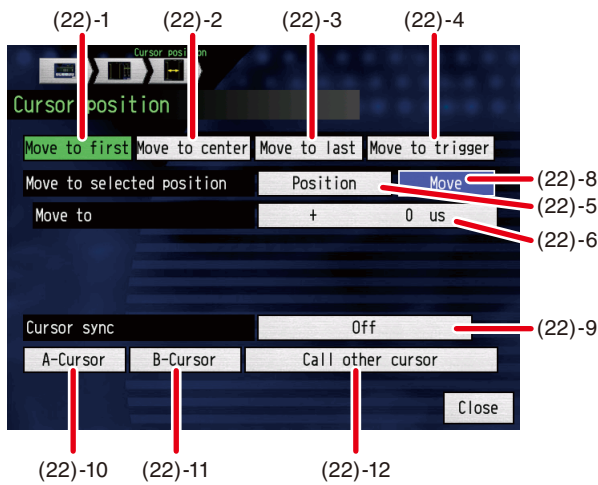 (22)-1 (22)-2 (22)-3 (22)-4
Cursor position
Cursor position
Move to first Move to center Move to last Move to trigger
Move to selected position Position Move (22)-8
(22)-5
Move to + 0 us
(22)-6
Cursor sync Off (22)-9
A-Cursor B-Cursor Call other cursor
Close
(22)-10 (22)-11 (22)-12